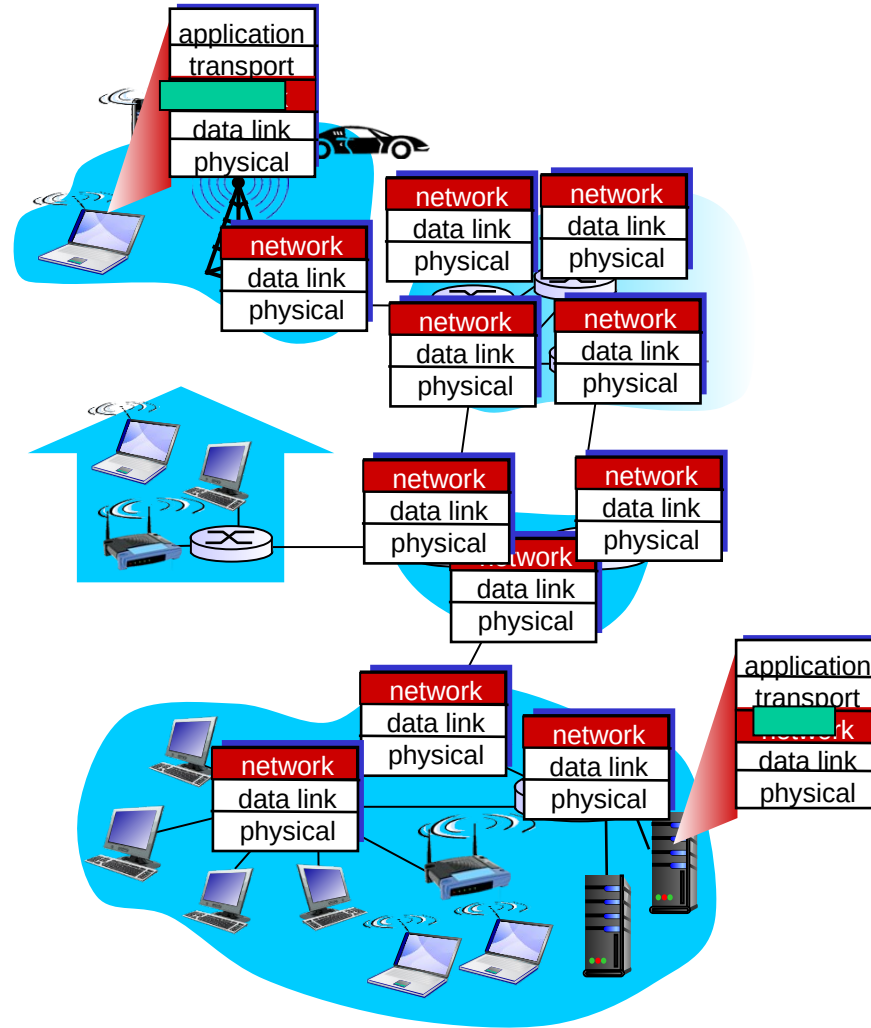 application
transport
data link
physical
network
data link
physical
network
data link
physical
network
data link
physical
network
data link
physical
network
data link
physical
network
data link
physical
network
data link
physical
network
data link
physical
application
transport
network
data link
physical
network
data link
physical
network
data link
physical
network
data link
physical